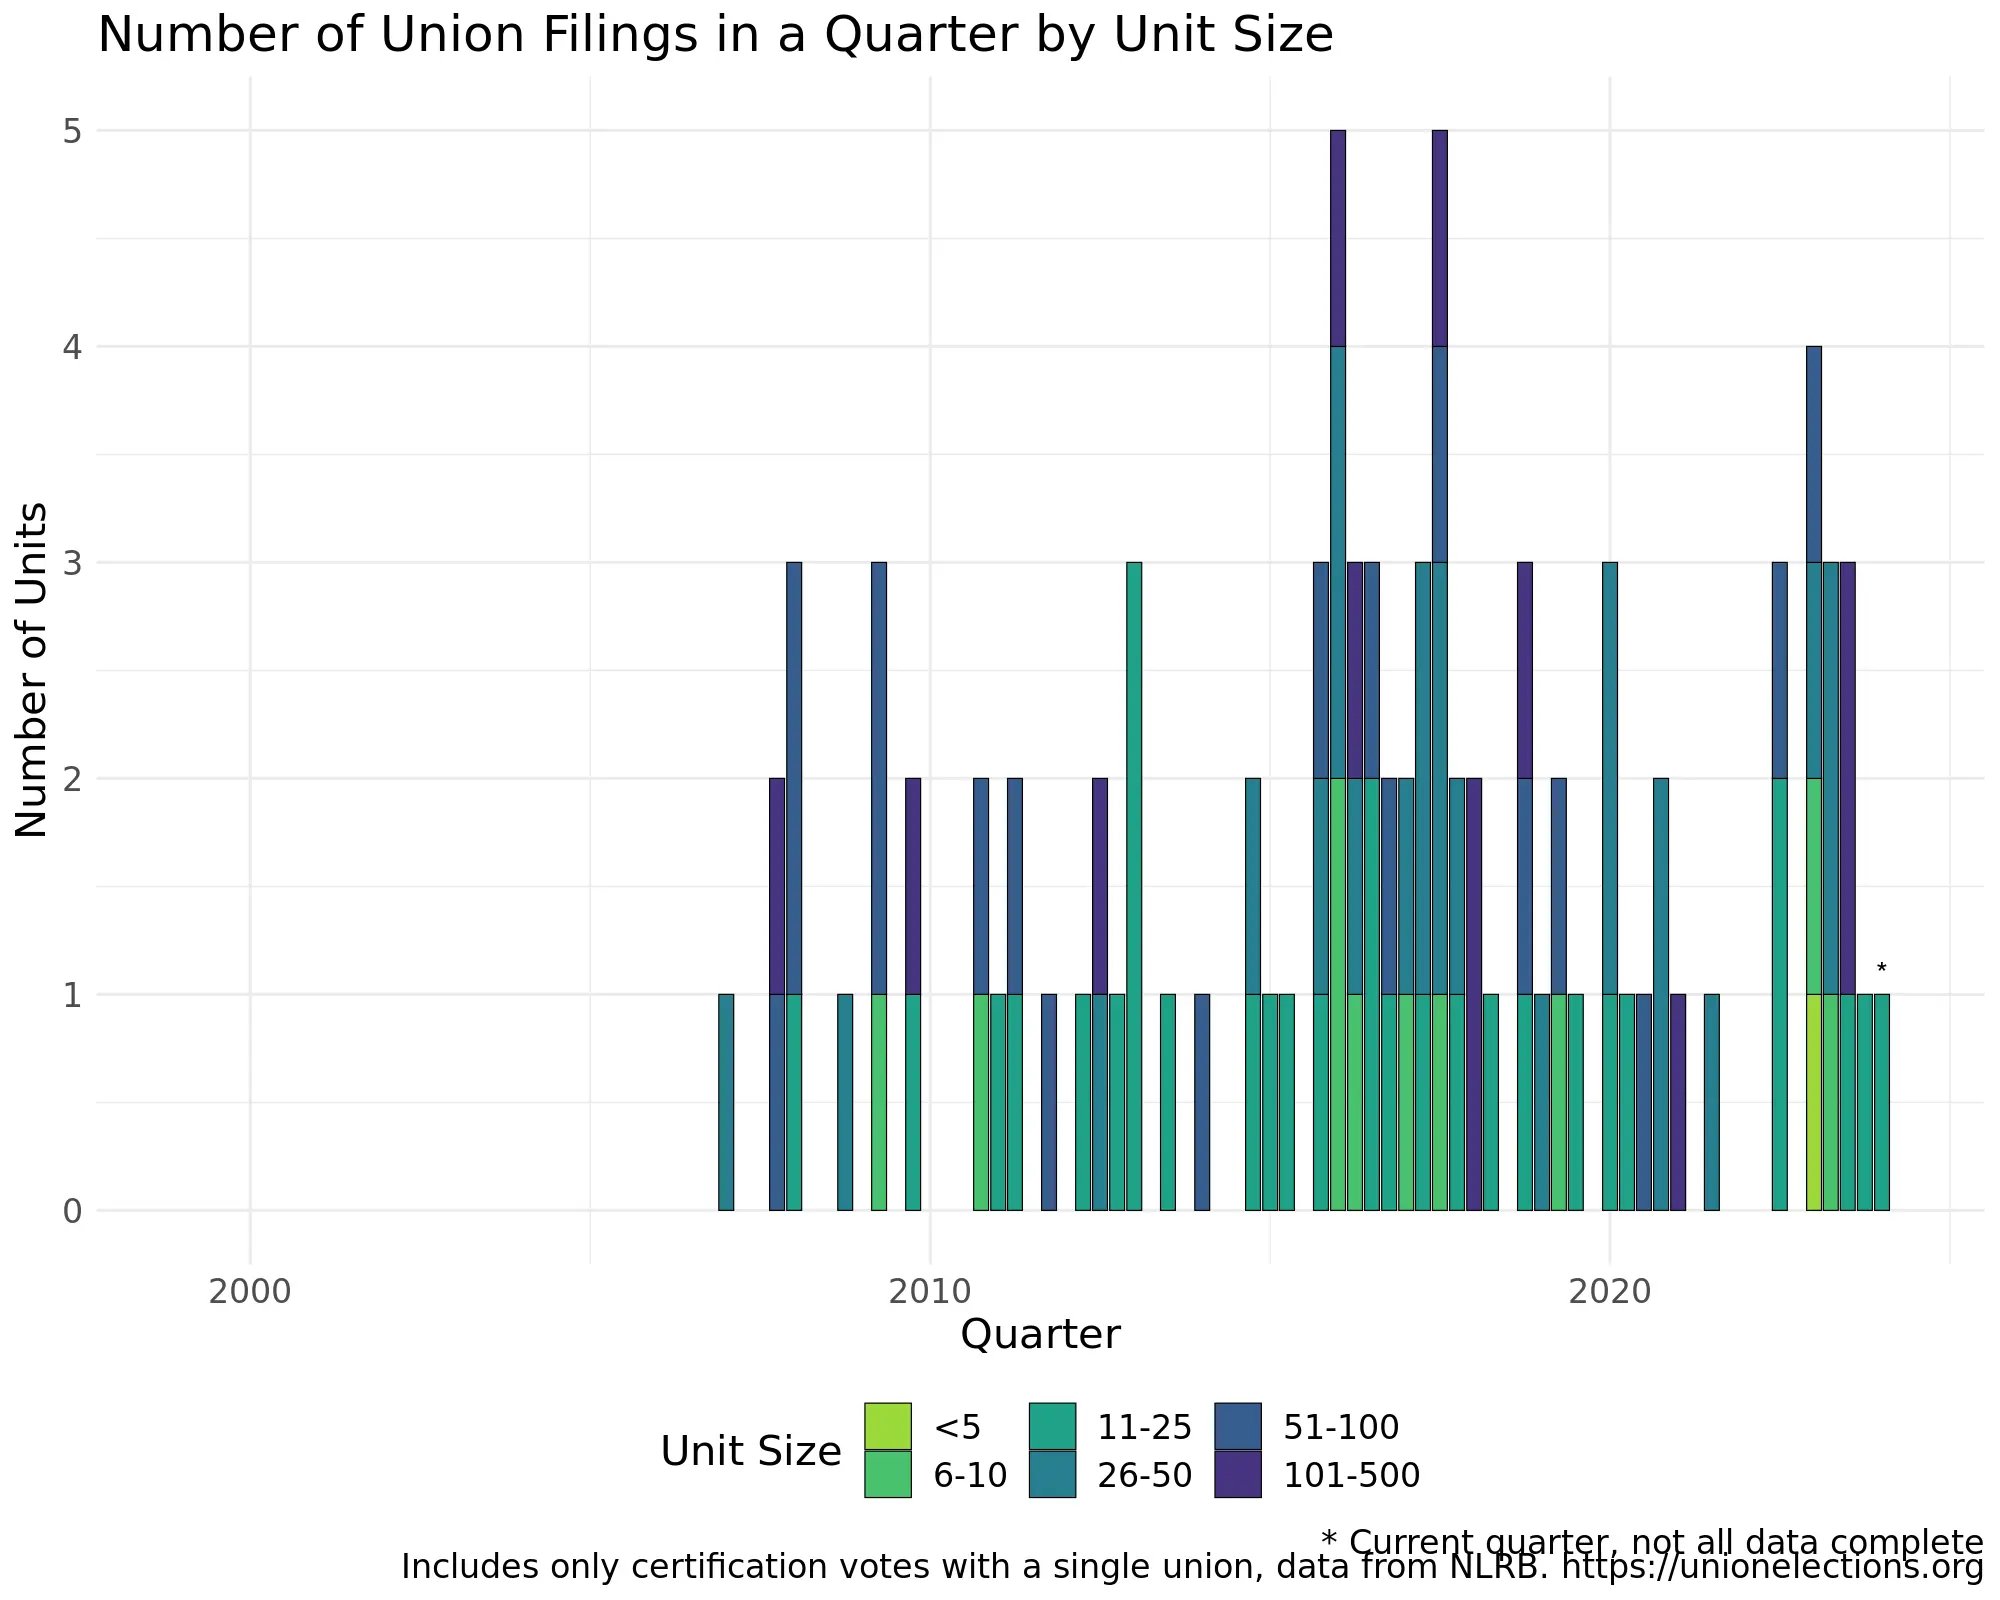 Number of Union Filings in a Quarter by Unit Size
Number of Units
5
4
3
2
1
0
*
2000 2010 2020
Quarter
Unit Size
<5 11-25 51-100
6-10 26-50 101-500
* Current quarter, not all data complete
Includes only certification votes with a single union, data from NLRB. https://unionelections.org